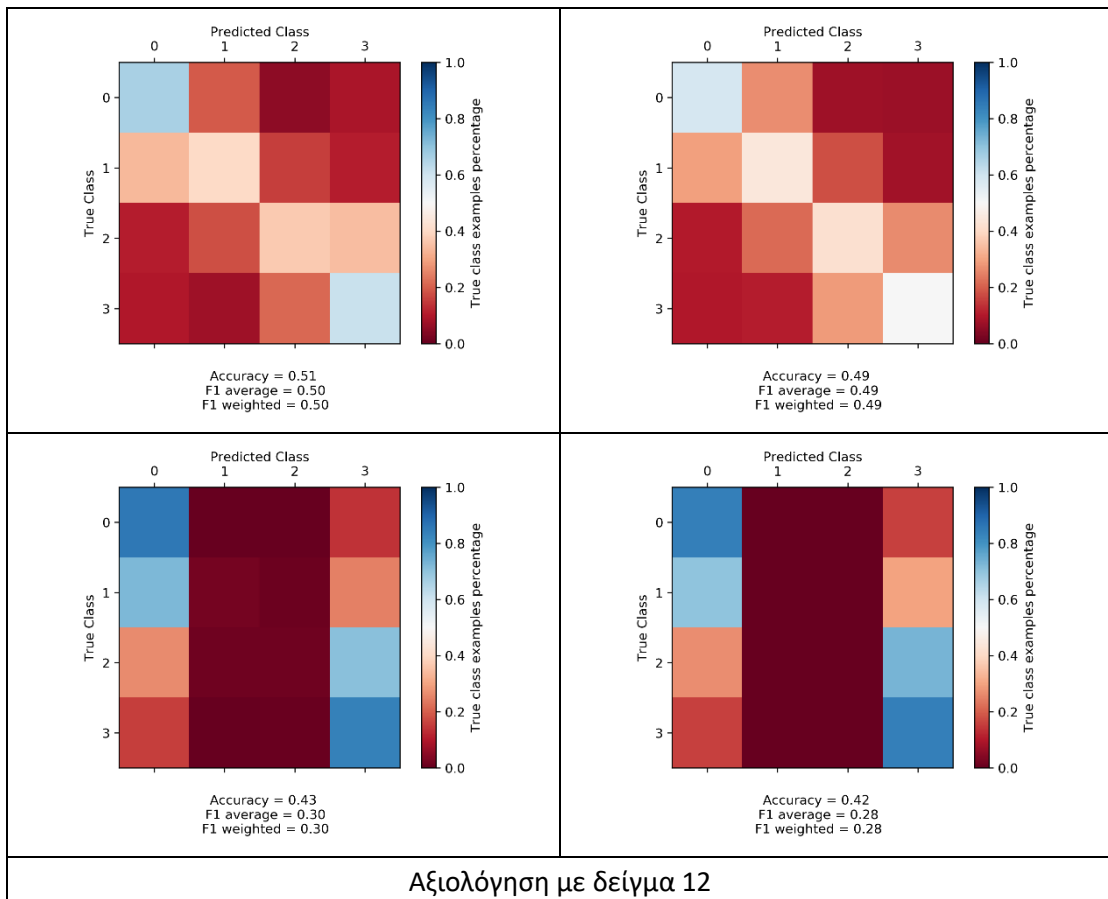 Predicted Class
0 1 2 3
True Class
0
1
2
3
1.0
0.8
0.6
0.4
0.2
0.0
True class examples percentage
Accuracy = 0.51
F1 average = 0.50
F1 weighted = 0.50
Predicted Class
0 1 2 3
True Class
0
1
2
3
1.0
0.8
0.6
0.4
0.2
0.0
True class examples percentage
Accuracy = 0.49
F1 average = 0.49
F1 weighted = 0.49
Predicted Class
0 1 2 3
True Class
0
1
2
3
1.0
0.8
0.6
0.4
0.2
0.0
True class examples percentage
Accuracy = 0.43
F1 average = 0.30
F1 weighted = 0.30
Predicted Class
0 1 2 3
True Class
0
1
2
3
1.0
0.8
0.6
0.4
0.2
0.0
True class examples percentage
Accuracy = 0.42
F1 average = 0.28
F1 weighted = 0.28
Αξιολόγηση με δείγμα 12